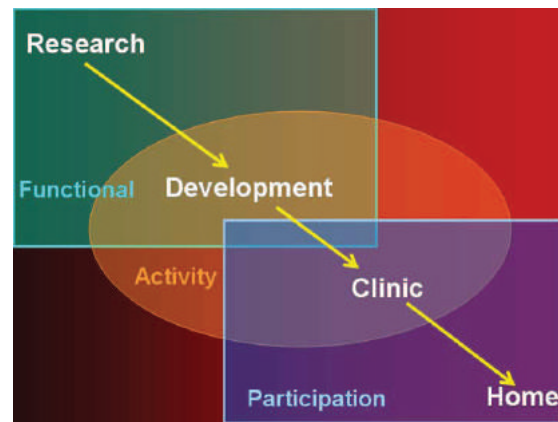 Research
Functional
Development
Activity
Clinic
Participation
Home